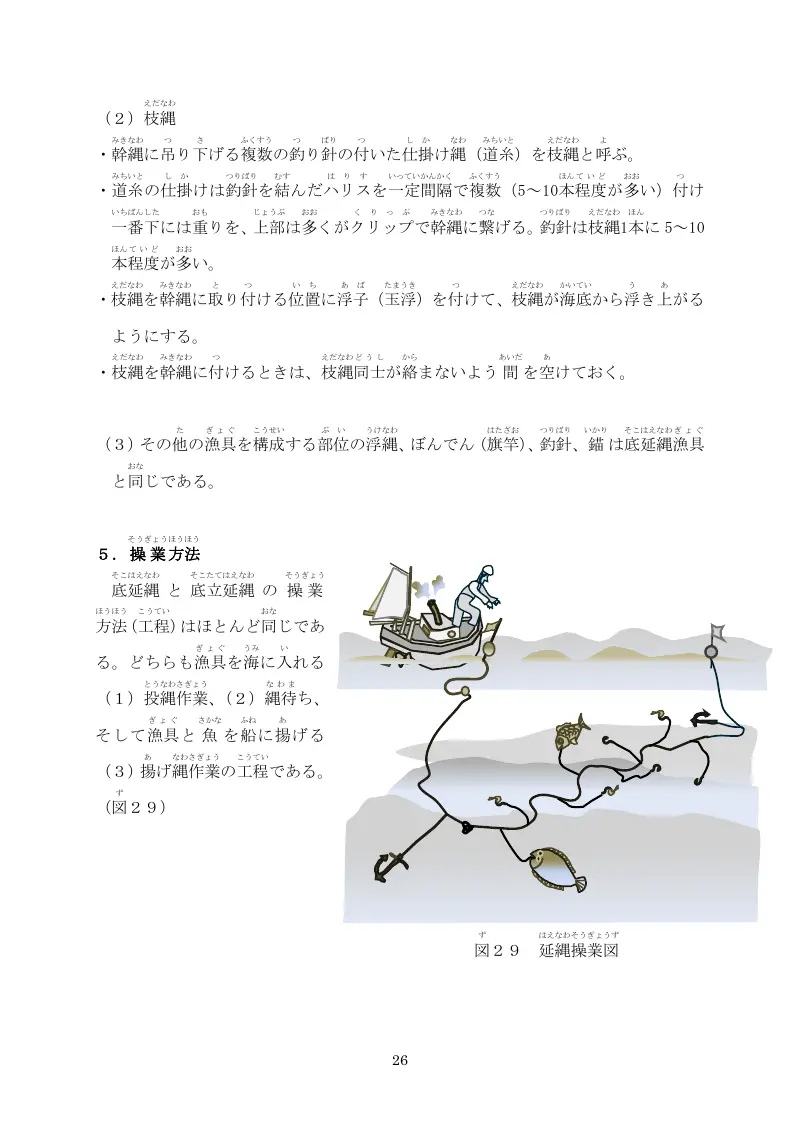 （２）枝縄
・幹縄に吊り下げる複数の釣り針の付いた仕掛け縄（道糸）を枝縄と呼ぶ。
・道糸の仕掛けは釣針を結んだハリスを一定間隔で複数（5～10本程度が多い）付け
一番下には重りを、上部は多くがクリップで幹縄に繋げる。釣針は枝縄1本に 5～10
本程度が多い。
・枝縄を幹縄に取り付ける位置に浮子（玉浮）を付けて、枝縄が海底から浮き上がる
ようにする。
・枝縄を幹縄に付けるときは、枝縄同士が絡まないよう間を空けておく。
（３）その他の漁具を構成する部位の浮縄、ぼんでん（旗竿）、釣針、錨は底延縄漁具
と同じである。
５．操業方法
底延縄と底立延縄の操業
方法（工程）はほとんど同じであ
る。どちらも漁具を海に入れる
（１）投縄作業、（２）縄待ち、
そして漁具と魚を船に揚げる
（３）揚げ縄作業の工程である。
（図２９）
図２９　延縄操業図
26